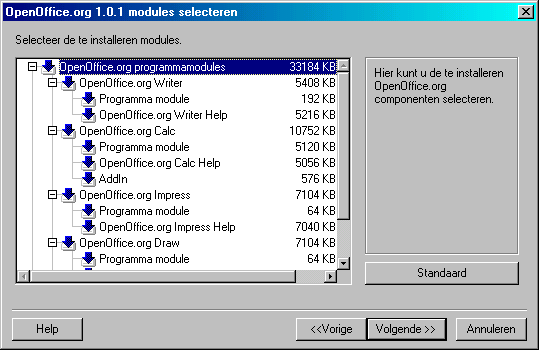 OpenOffice.org 1.0.1 modules selecteren
Selecteer de te installeren modules.
OpenOffice.org programmamodules 33184 KB
OpenOffice.org Writer 5408 KB
Programma module 192 KB
OpenOffice.org Writer Help 5216 KB
OpenOffice.org Calc 10752 KB
Programma module 5120 KB
OpenOffice.org Calc Help 5056 KB
AddIn 576 KB
OpenOffice.org Impress 7104 KB
Programma module 64 KB
OpenOffice.org Impress Help 7040 KB
OpenOffice.org Draw 7104 KB
Programma module 64 KB
Hier kunt u de te installeren
OpenOffice.org
componenten selecteren.
Standaard
Help
<<Vorige
Volgende >>
Annuleren